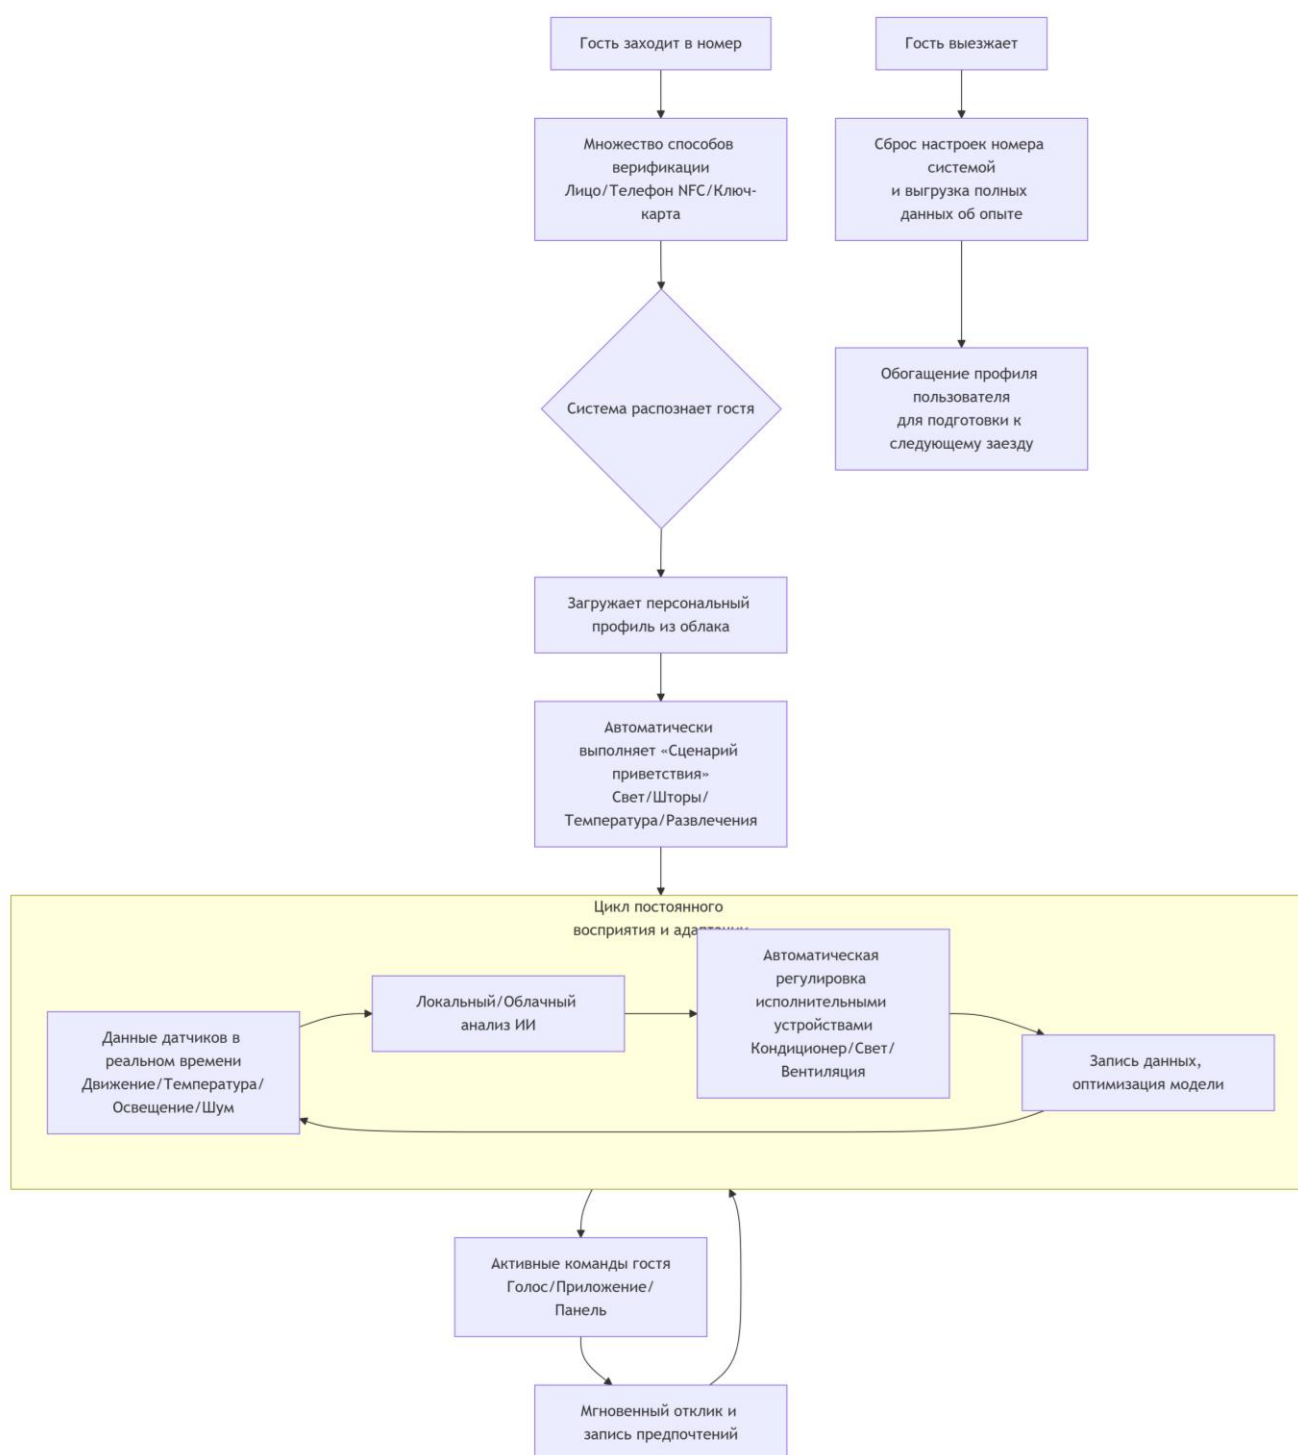 Гость заходит в номер
Гость выезжает
Множество способов
верификации
Лицо/Телефон NFC/Ключ-
карта
Сброс настроек номера
системой
и выгрузка полных
данных об опыте
Система распознает гостя
Обогащение профиля
пользователя
для подготовки к
следующему заезду
Загружает персональный
профиль из облака
Автоматически
выполняет «Сценарий
приветствия»
Свет/Шторы/
Температура/Развлечения
Цикл постоянного
восприятия и адаптации
Данные датчиков в
реальном времени
Движение/Температура/
Освещение/Шум
Локальный/Облачный
анализ ИИ
Автоматическая
регулировка
исполнительными
устройствами
Кондиционер/Свет/
Вентиляция
Запись данных,
оптимизация модели
Активные команды гостя
Голос/Приложение/
Панель
Мгновенный отклик и
запись предпочтений